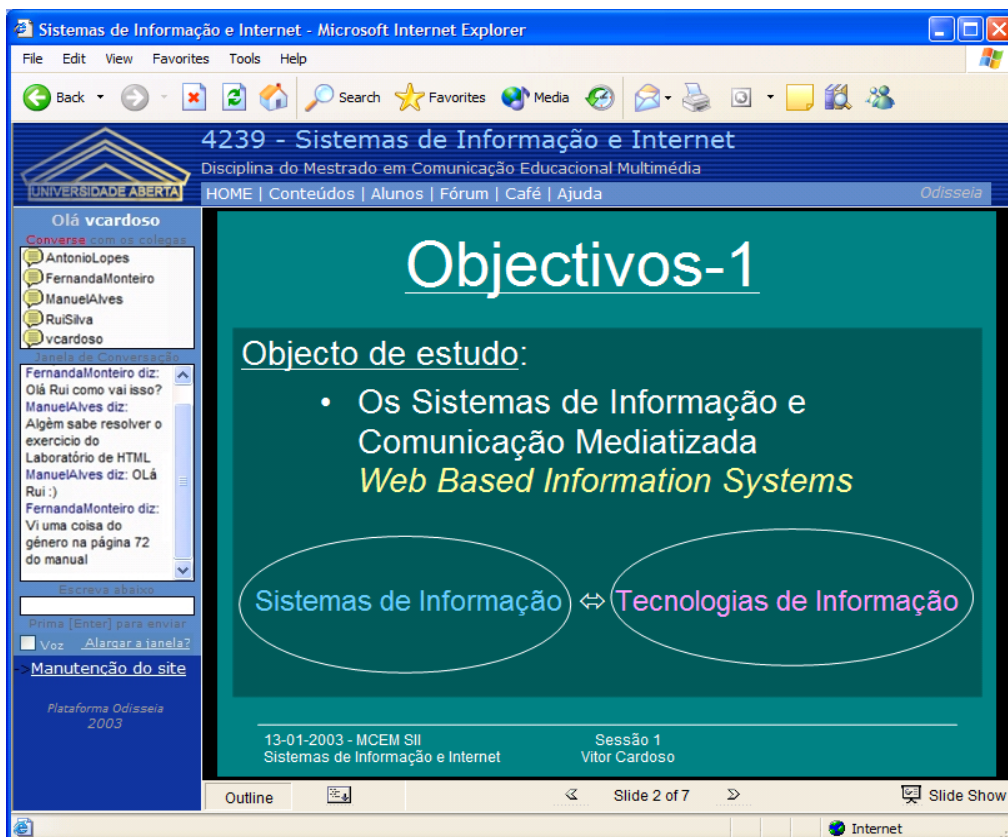 Sistemas de Informação e Internet - Microsoft Internet Explorer
File Edit View Favorites Tools Help
Back Search Favorites Media
UNIVERSIDADE ABERTA
4239 - Sistemas de Informação e Internet
Disciplina do Mestrado em Comunicação Educacional Multimédia
HOME | Conteúdos | Alunos | Fórum | Café | Ajuda
Odisseia
Olá vcardoso
Converse com os colegas
AntonioLopes
FernandaMonteiro
ManuelAlves
RuiSilva
vcardoso
Janela de Conversação
FernandaMonteiro diz:
Olá Rui como vai isso?
ManuelAlves diz:
Algèm sabe resolver o
exercicio do
Laboratório de HTML
ManuelAlves diz: OLá
Rui :)
FernandaMonteiro diz:
Vi uma coisa do
género na página 72
do manual
Escreva abaixo
Prima [Enter] para enviar
Voz Alargar a janela?
->Manutenção do site
Plataforma Odisseia
2003
Objectivos-1
Objecto de estudo:
• Os Sistemas de Informação e
Comunicação Mediatizada
Web Based Information Systems
Sistemas de Informação ⇔ Tecnologias de Informação
13-01-2003 - MCEM SII
Sistemas de Informação e Internet
Sessão 1
Vitor Cardoso
Outline Slide 2 of 7 Slide Show
Internet